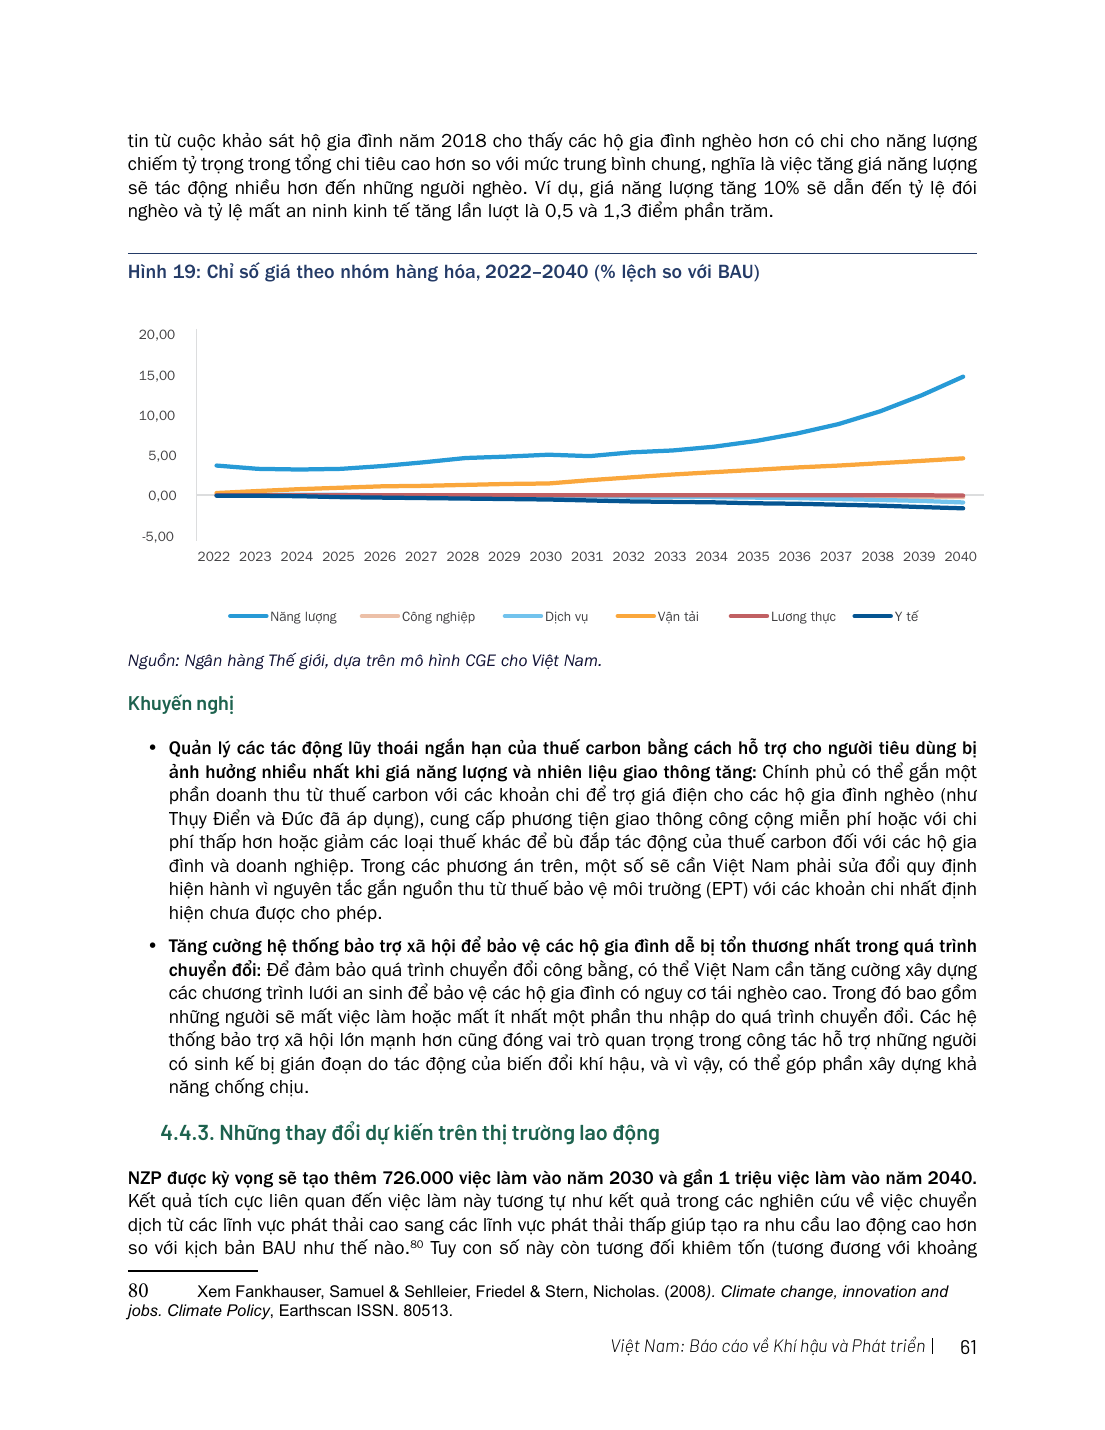 tin từ cuộc khảo sát hộ gia đình năm 2018 cho thấy các hộ gia đình nghèo hơn có chi cho năng lượng
chiếm tỷ trọng trong tổng chi tiêu cao hơn so với mức trung bình chung, nghĩa là việc tăng giá năng lượng
sẽ tác động nhiều hơn đến những người nghèo. Ví dụ, giá năng lượng tăng 10% sẽ dẫn đến tỷ lệ đói
nghèo và tỷ lệ mất an ninh kinh tế tăng lần lượt là 0,5 và 1,3 điểm phần trăm.
Hình 19: Chỉ số giá theo nhóm hàng hóa, 2022–2040 (% lệch so với BAU)
20,00
15,00
10,00
5,00
0,00
-5,00
2022 2023 2024 2025 2026 2027 2028 2029 2030 2031 2032 2033 2034 2035 2036 2037 2038 2039 2040
Năng lượng Công nghiệp Dịch vụ Vận tải Lương thực Y tế
Nguồn: Ngân hàng Thế giới, dựa trên mô hình CGE cho Việt Nam.
Khuyến nghị
• Quản lý các tác động lũy thoái ngắn hạn của thuế carbon bằng cách hỗ trợ cho người tiêu dùng bị
ảnh hưởng nhiều nhất khi giá năng lượng và nhiên liệu giao thông tăng: Chính phủ có thể gắn một
phần doanh thu từ thuế carbon với các khoản chi để trợ giá điện cho các hộ gia đình nghèo (như
Thụy Điển và Đức đã áp dụng), cung cấp phương tiện giao thông công cộng miễn phí hoặc với chi
phí thấp hơn hoặc giảm các loại thuế khác để bù đắp tác động của thuế carbon đối với các hộ gia
đình và doanh nghiệp. Trong các phương án trên, một số sẽ cần Việt Nam phải sửa đổi quy định
hiện hành vì nguyên tắc gắn nguồn thu từ thuế bảo vệ môi trường (EPT) với các khoản chi nhất định
hiện chưa được cho phép.
• Tăng cường hệ thống bảo trợ xã hội để bảo vệ các hộ gia đình dễ bị tổn thương nhất trong quá trình
chuyển đổi: Để đảm bảo quá trình chuyển đổi công bằng, có thể Việt Nam cần tăng cường xây dựng
các chương trình lưới an sinh để bảo vệ các hộ gia đình có nguy cơ tái nghèo cao. Trong đó bao gồm
những người sẽ mất việc làm hoặc mất ít nhất một phần thu nhập do quá trình chuyển đổi. Các hệ
thống bảo trợ xã hội lớn mạnh hơn cũng đóng vai trò quan trọng trong công tác hỗ trợ những người
có sinh kế bị gián đoạn do tác động của biến đổi khí hậu, và vì vậy, có thể góp phần xây dựng khả
năng chống chịu.
4.4.3. Những thay đổi dự kiến trên thị trường lao động
NZP được kỳ vọng sẽ tạo thêm 726.000 việc làm vào năm 2030 và gần 1 triệu việc làm vào năm 2040.
Kết quả tích cực liên quan đến việc làm này tương tự như kết quả trong các nghiên cứu về việc chuyển
dịch từ các lĩnh vực phát thải cao sang các lĩnh vực phát thải thấp giúp tạo ra nhu cầu lao động cao hơn
so với kịch bản BAU như thế nào.80 Tuy con số này còn tương đối khiêm tốn (tương đương với khoảng
80 Xem Fankhauser, Samuel & Sehlleier, Friedel & Stern, Nicholas. (2008). Climate change, innovation and
jobs. Climate Policy, Earthscan ISSN. 80513.
Việt Nam: Báo cáo về Khí hậu và Phát triển | 61